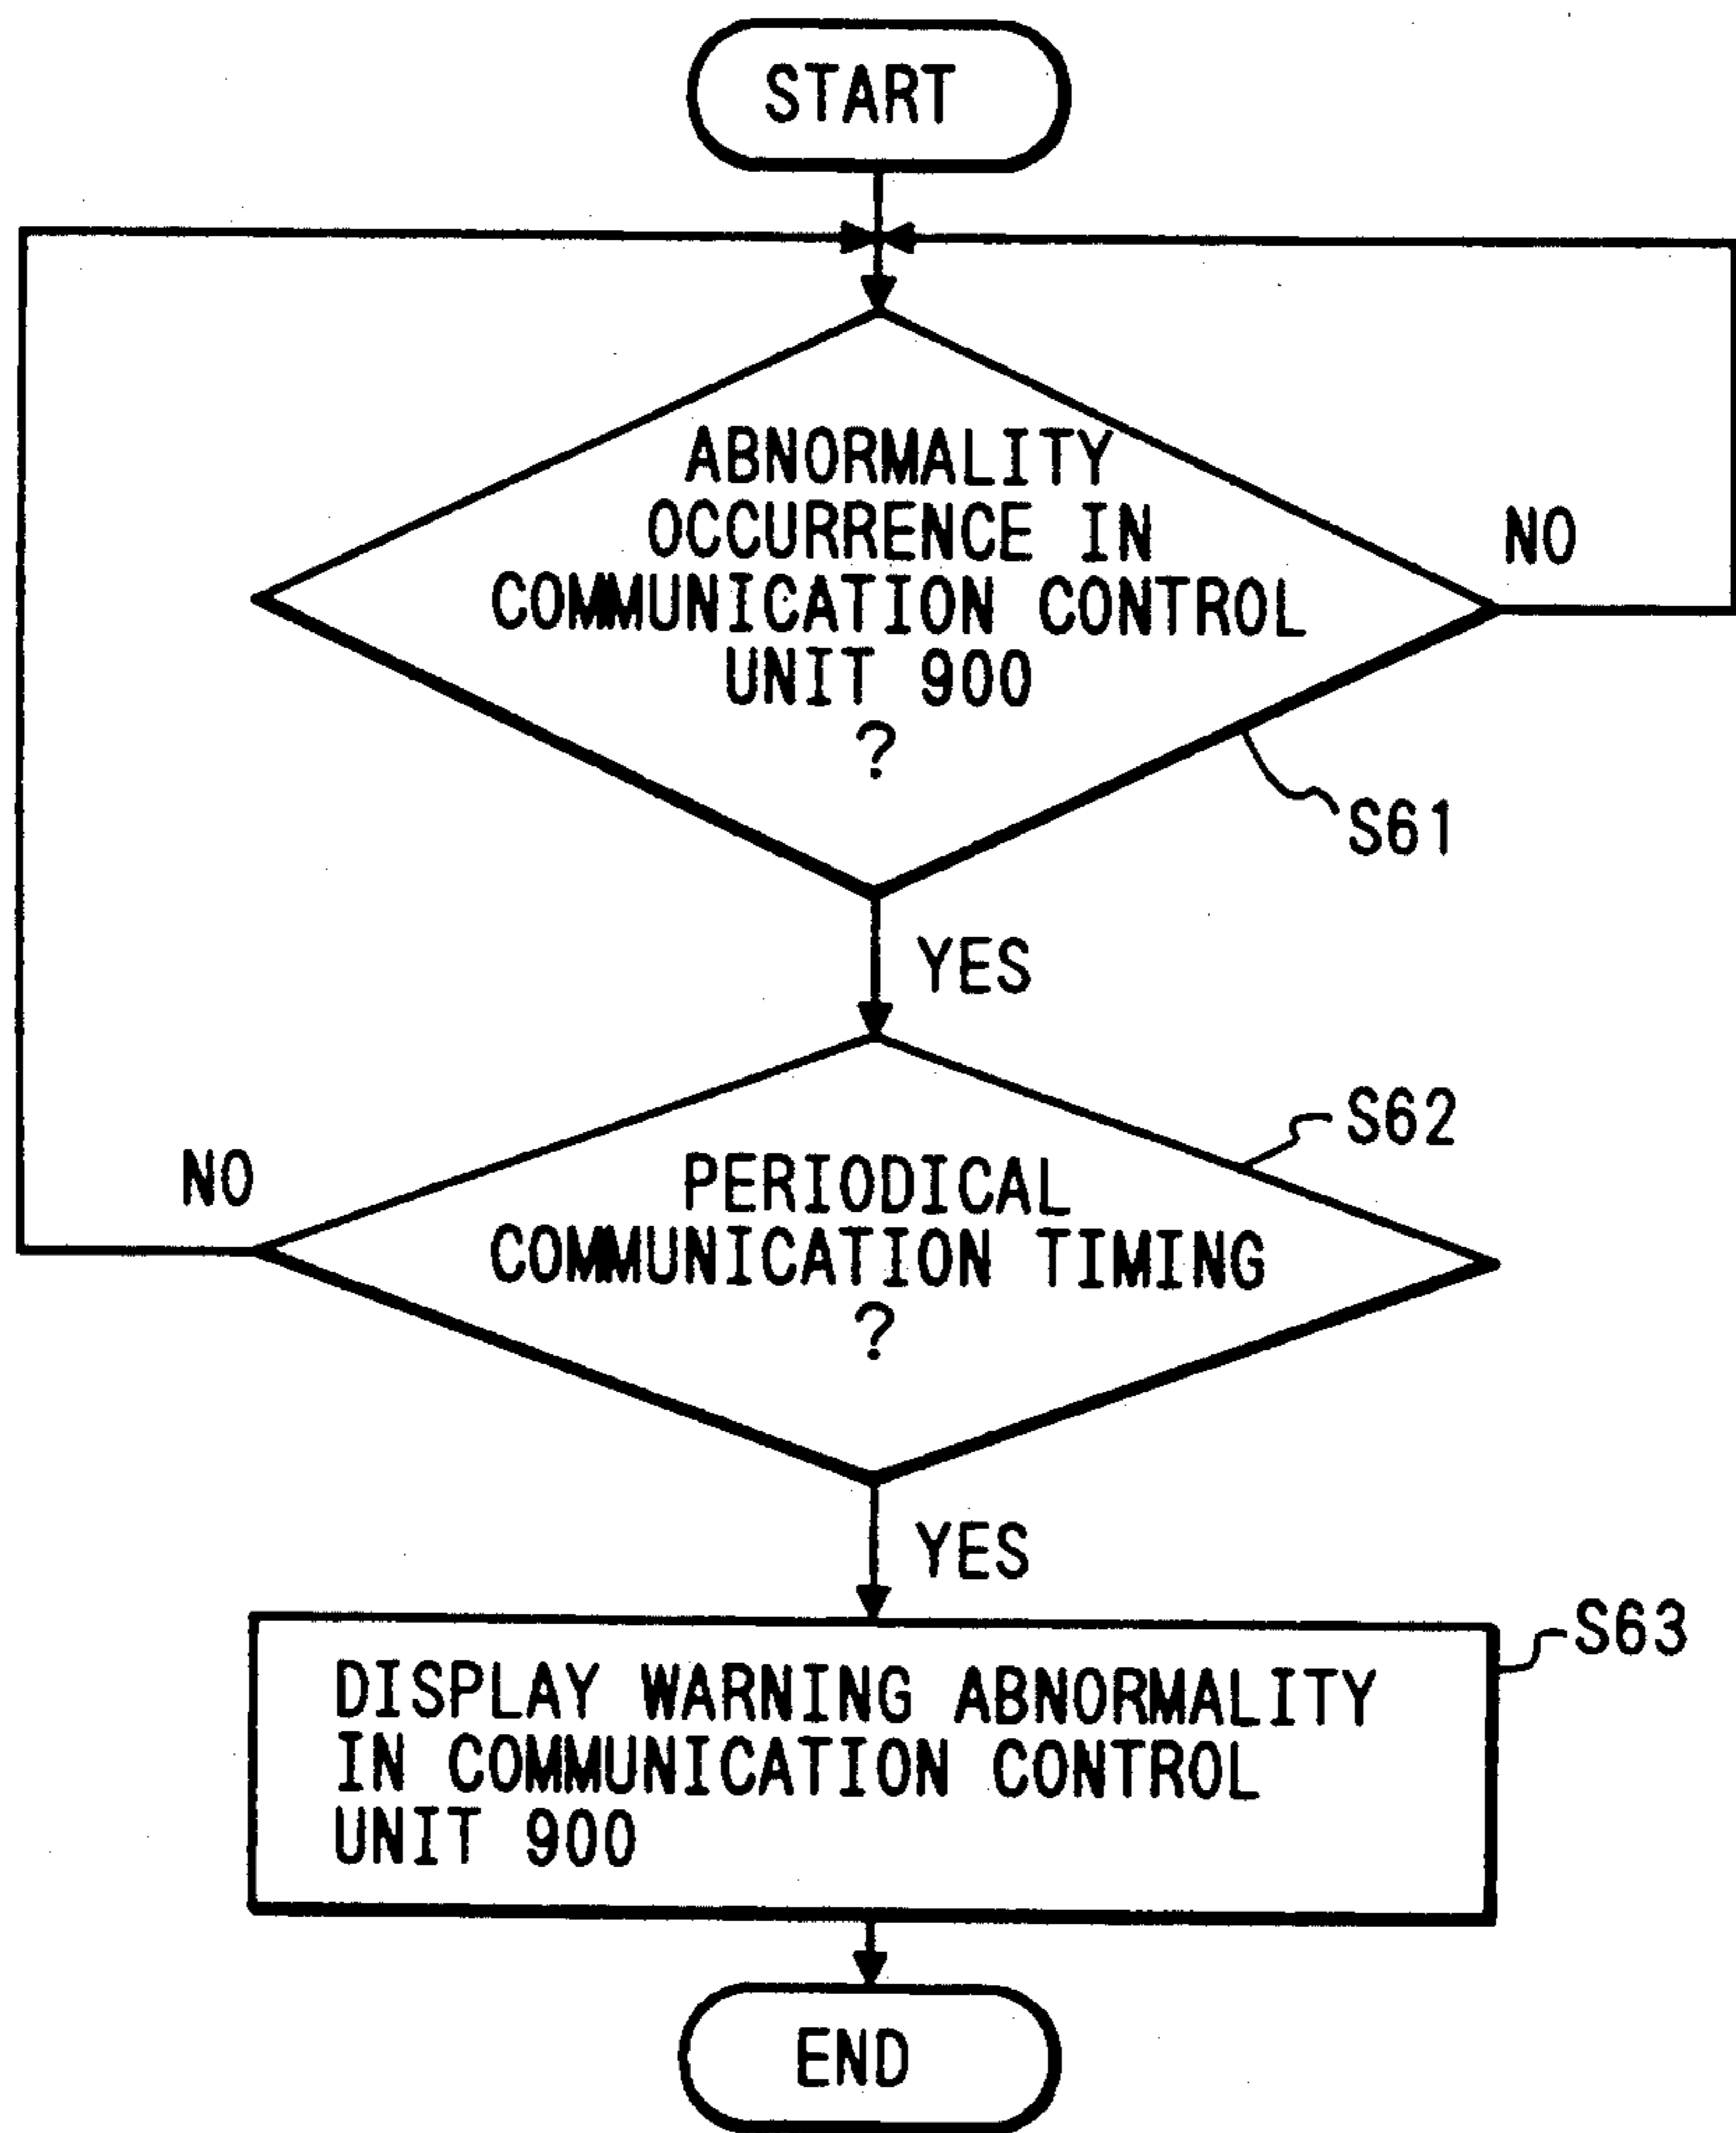 START
ABNORMALITY
OCCURRENCE IN
COMMUNICATION CONTROL
UNIT 900
?
NO
S61
YES
S62
NO
PERIODICAL
COMMUNICATION TIMING
?
YES
S63
DISPLAY WARNING ABNORMALITY
IN COMMUNICATION CONTROL
UNIT 900
END